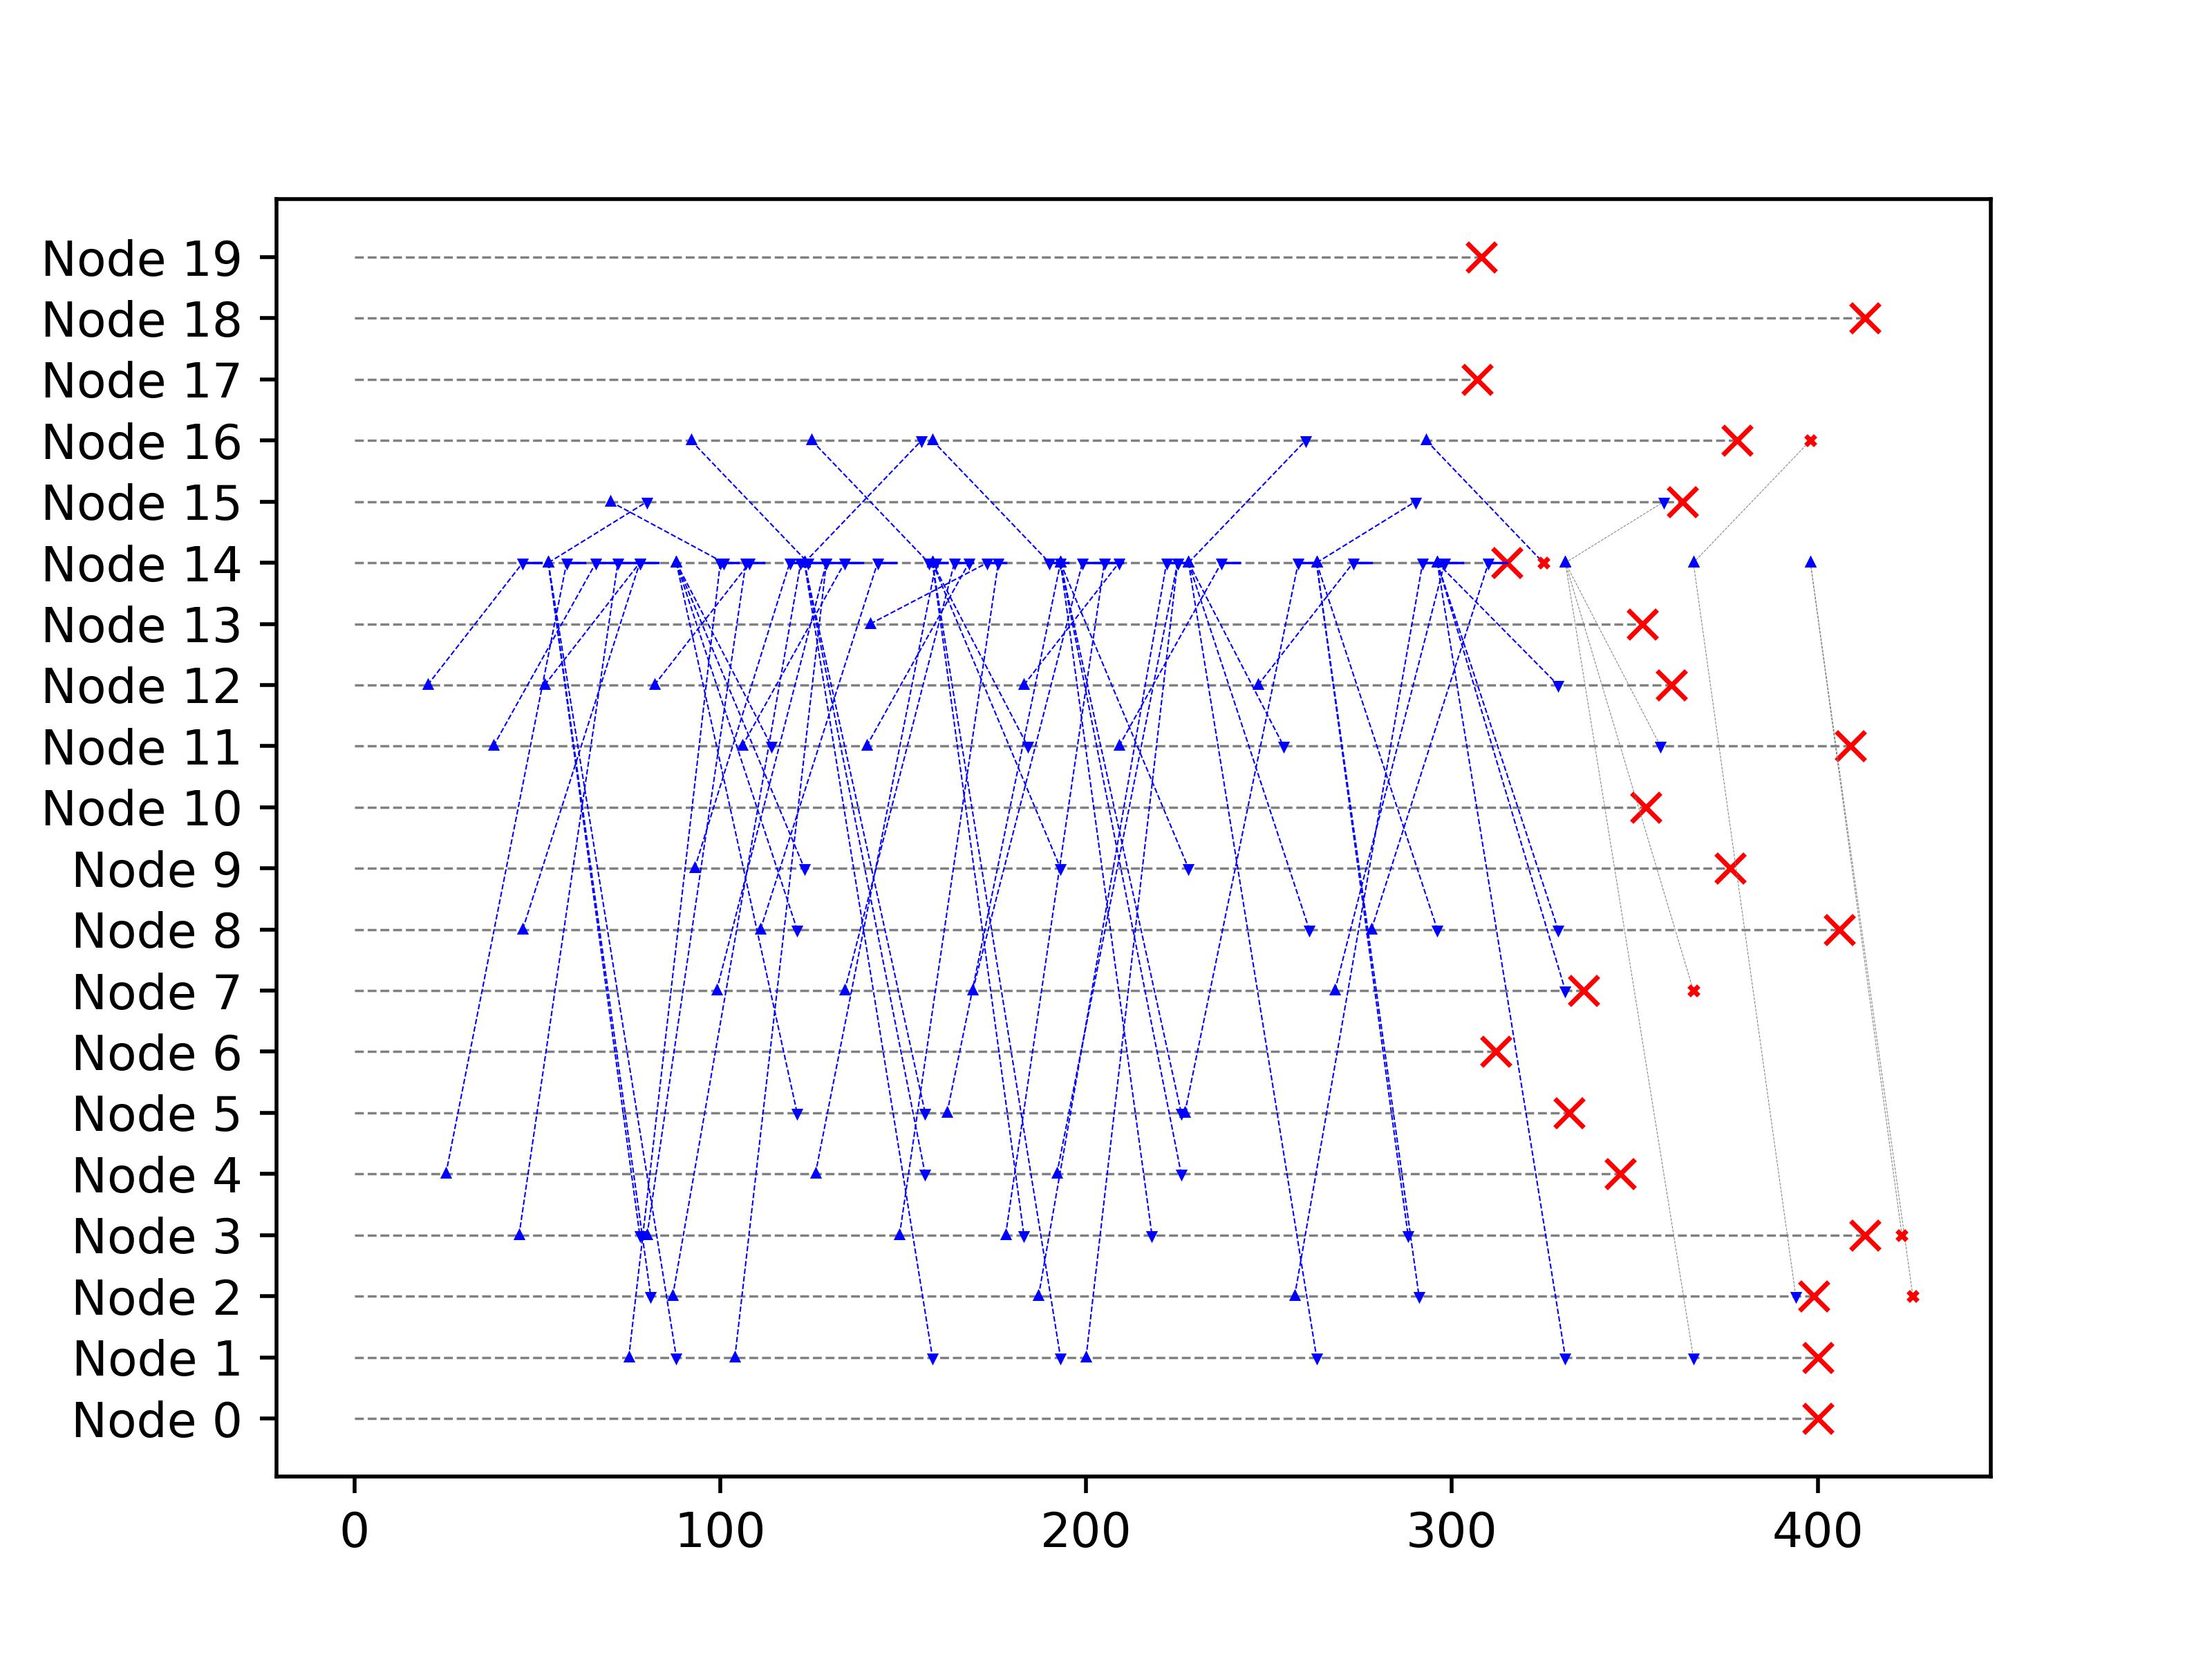 Node 19
Node 18
Node 17
Node 16
Node 15
Node 14
Node 13
Node 12
Node 11
Node 10
Node 9
Node 8
Node 7
Node 6
Node 5
Node 4
Node 3
Node 2
Node 1
Node 0
0 100 200 300 400